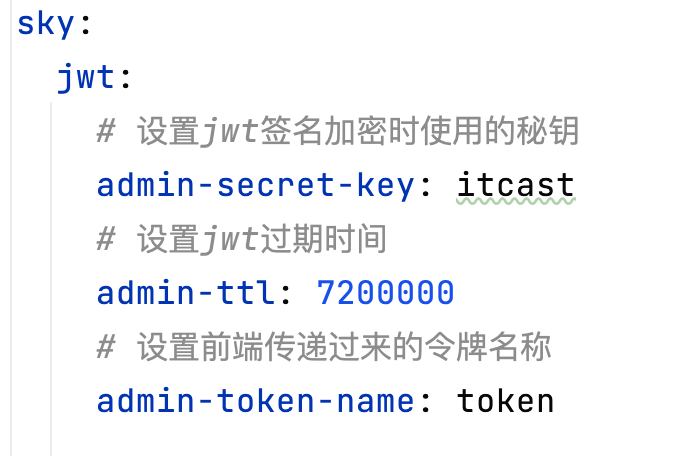 sky:
jwt:
# 设置jwt签名加密时使用的秘钥
admin-secret-key: itcast
# 设置jwt过期时间
admin-ttl: 7200000
# 设置前端传递过来的令牌名称
admin-token-name: token